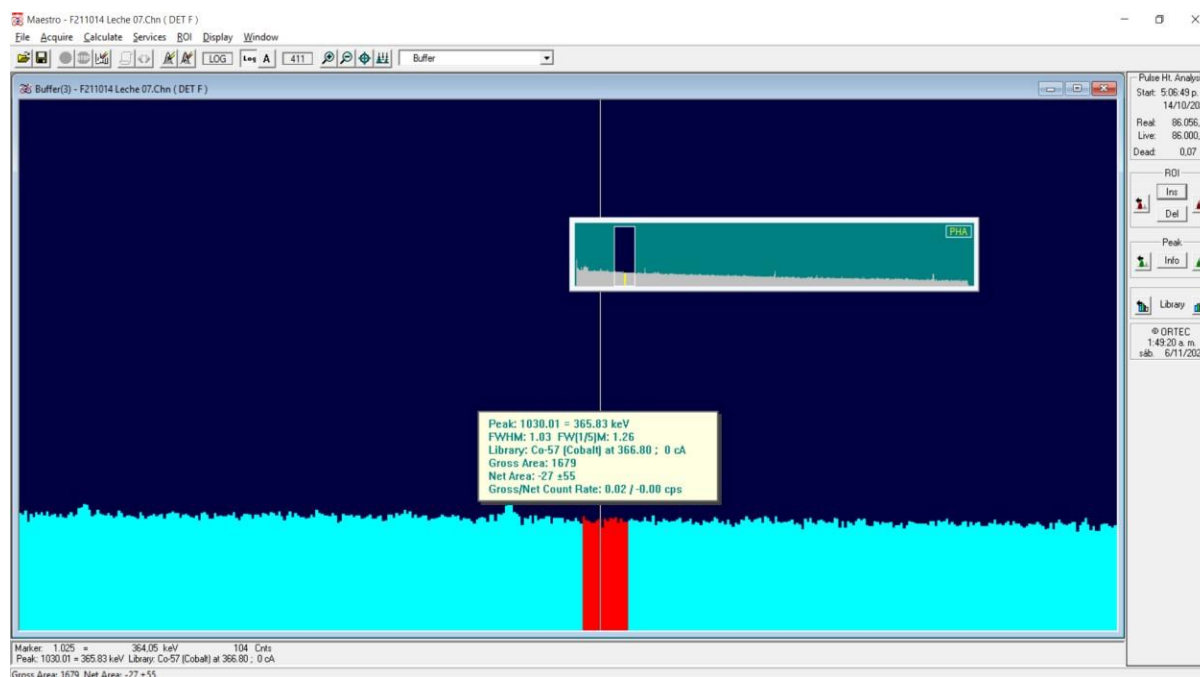 Maestro - F211014 Leche 07.Chn ( DET F )
File Acquire Calculate Services ROI Display Window
LOG Log A 411 Buffer
Buffer(3) - F211014 Leche 07.Chn ( DET F )
PHA
Peak: 1030.01 = 365.83 keV
FWHM: 1.03 FW(1/5)M: 1.26
Library: Co-57 (Cobalt) at 366.80 ; 0 cA
Gross Area: 1679
Net Area: -27 ±55
Gross/Net Count Rate: 0.02 / -0.00 cps
Pulse Ht. Analys
Start: 5:06:49 p.
14/10/20
Real: 86.056,
Live: 86.000,
Dead: 0,07
ROI
Ins
Del
Peak
Info
Library
© ORTEC
1:49:20 a. m.
sáb. 6/11/202
Marker: 1.025 = 364,05 keV 104 Cnts
Peak: 1030.01 = 365.83 keV Library: Co-57 (Cobalt) at 366.80 ; 0 cA
Gross Area: 1679 Net Area: -27 ±55